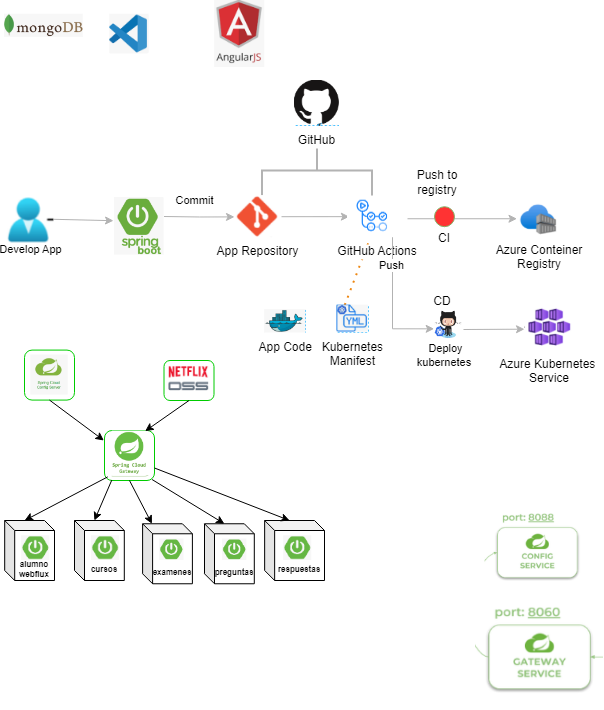 mongoDB
AngularJS
GitHub
Push to
registry
Commit
spring
boot
Develop App
App Repository
GitHub Actions
Push
CI
Azure Conteiner
Registry
CD
YML
App Code
Kubernetes
Manifest
Deploy
kubernetes
Azure Kubernetes
Service
Spring Cloud
Config Server
NETFLIX
OSS
Spring Cloud
Gateway
alumno
webflux
cursos
examenes
preguntas
respuestas
port: 8088
CONFIG
SERVICE
port: 8060
GATEWAY
SERVICE